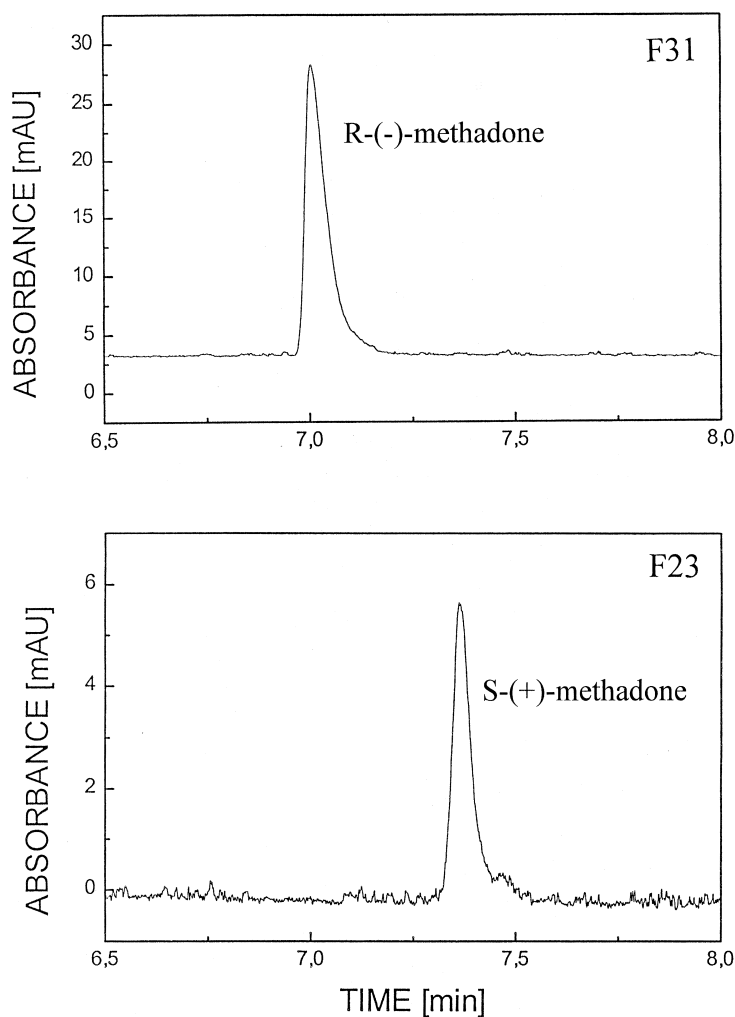 F31
R-(-)-methadone
ABSORBANCE [mAU]
30
25
20
15
10
5
0
6,5 7,0 7,5 8,0
F23
S-(+)-methadone
ABSORBANCE [mAU]
6
4
2
0
6,5 7,0 7,5 8,0
TIME [min]